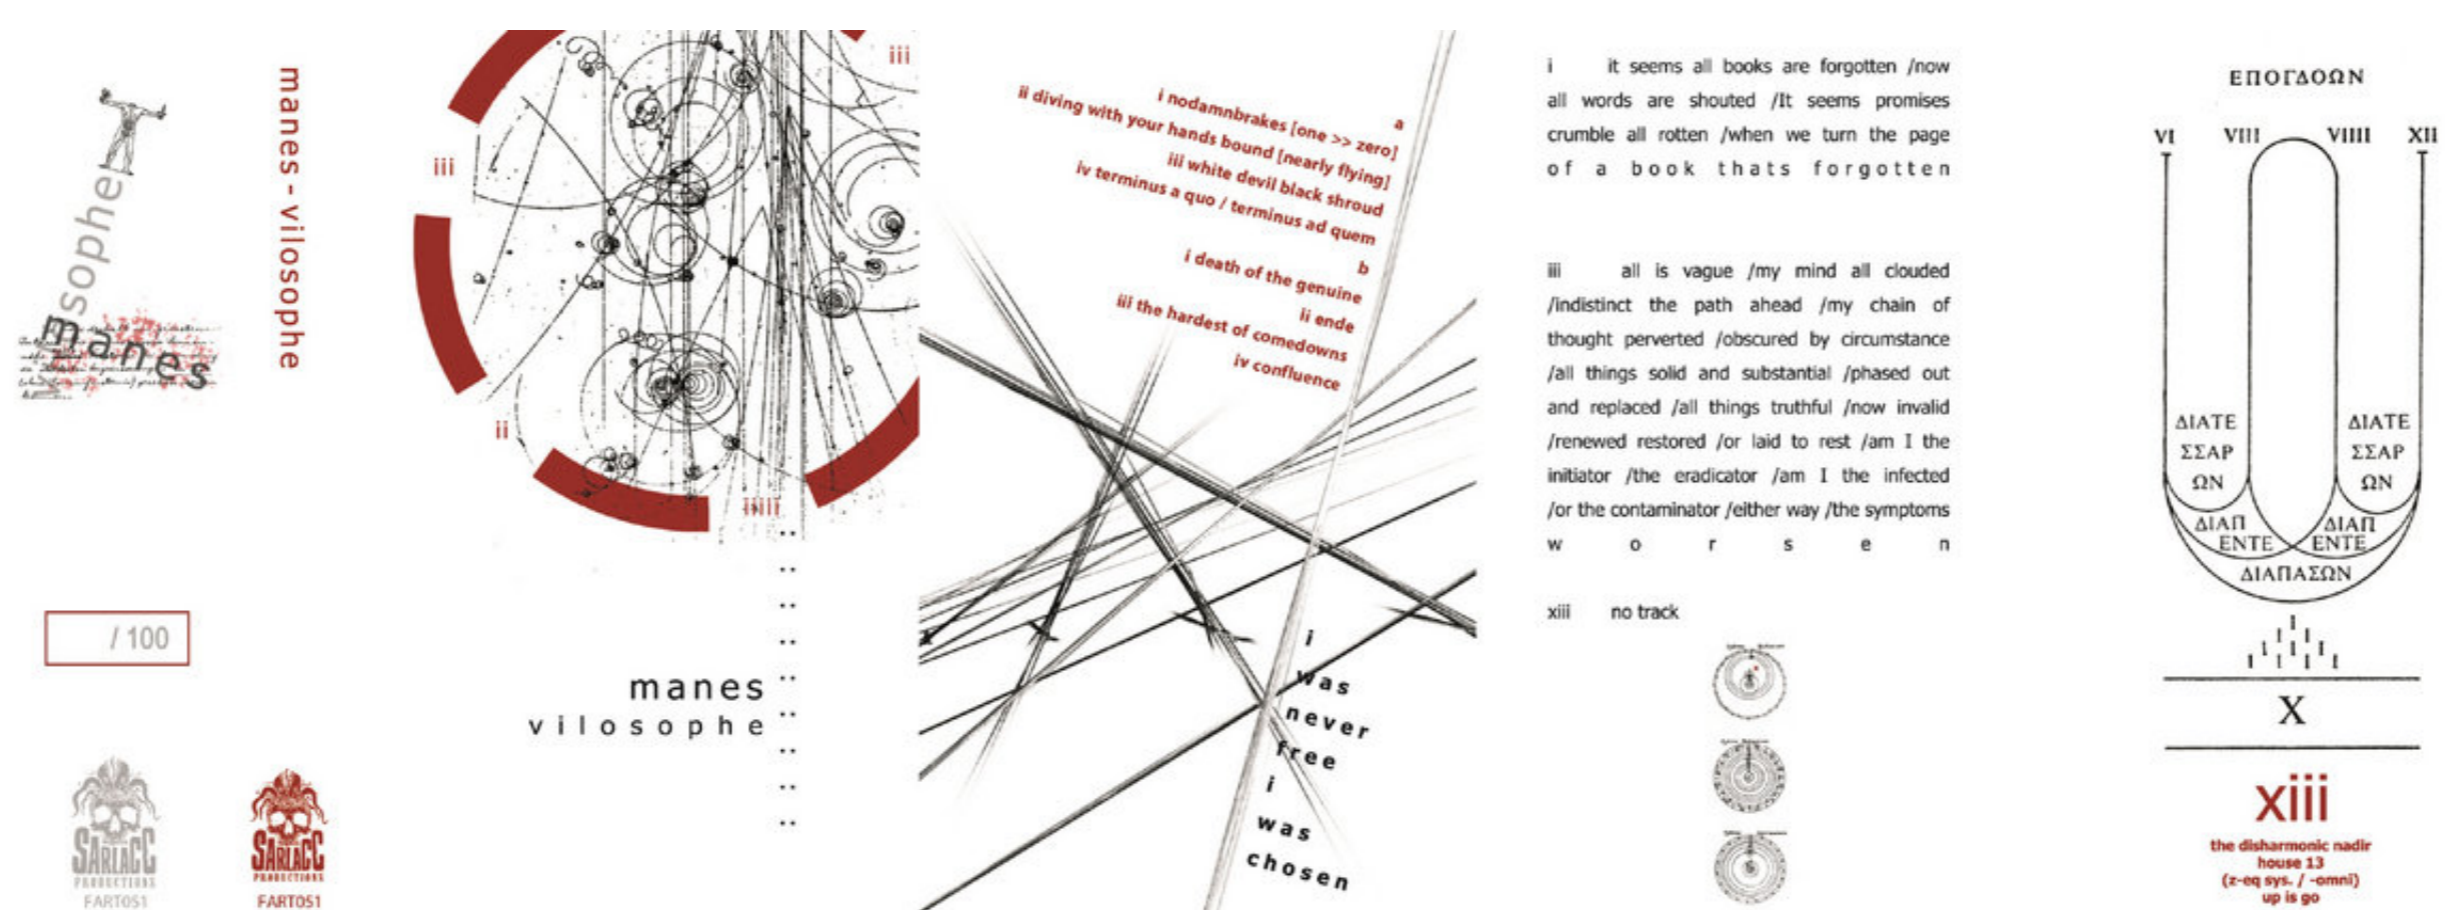 sophe
manes
/ 100
SARLACC
PRODUCTIONS
FART051
manes - vilosophe
SARLACC
PRODUCTIONS
FART051
iii
iii
ii
iiiii
manes
vilosophe
a
i nodamnbrakes [one >> zero]
ii diving with your hands bound [nearly flying]
iii white devil black shroud
iv terminus a quo / terminus ad quem
b
i death of the genuine
ii ende
iii the hardest of comedowns
iv confluence
i
was
never
free
i
was
chosen
i it seems all books are forgotten /now
all words are shouted /It seems promises
crumble all rotten /when we turn the page
of a book thats forgotten
iii all is vague /my mind all clouded
/indistinct the path ahead /my chain of
thought perverted /obscured by circumstance
/all things solid and substantial /phased out
and replaced /all things truthful /now invalid
/renewed restored /or laid to rest /am I the
initiator /the eradicator /am I the infected
/or the contaminator /either way /the symptoms
worsen
xiii no track
ΕΠΟΓΔΟΩΝ
VI VIII VIIII XII
ΔΙΑΤΕ
ΣΣΑΡ
ΩΝ
ΔΙΑΤΕ
ΣΣΑΡ
ΩΝ
ΔΙΑΠ
ΕΝΤΕ
ΔΙΑΠ
ΕΝΤΕ
ΔΙΑΠΑΣΩΝ
I
I I
I I I
I I I I
X
xiii
the disharmonic nadir
house 13
(z-eq sys. / -omni)
up is go